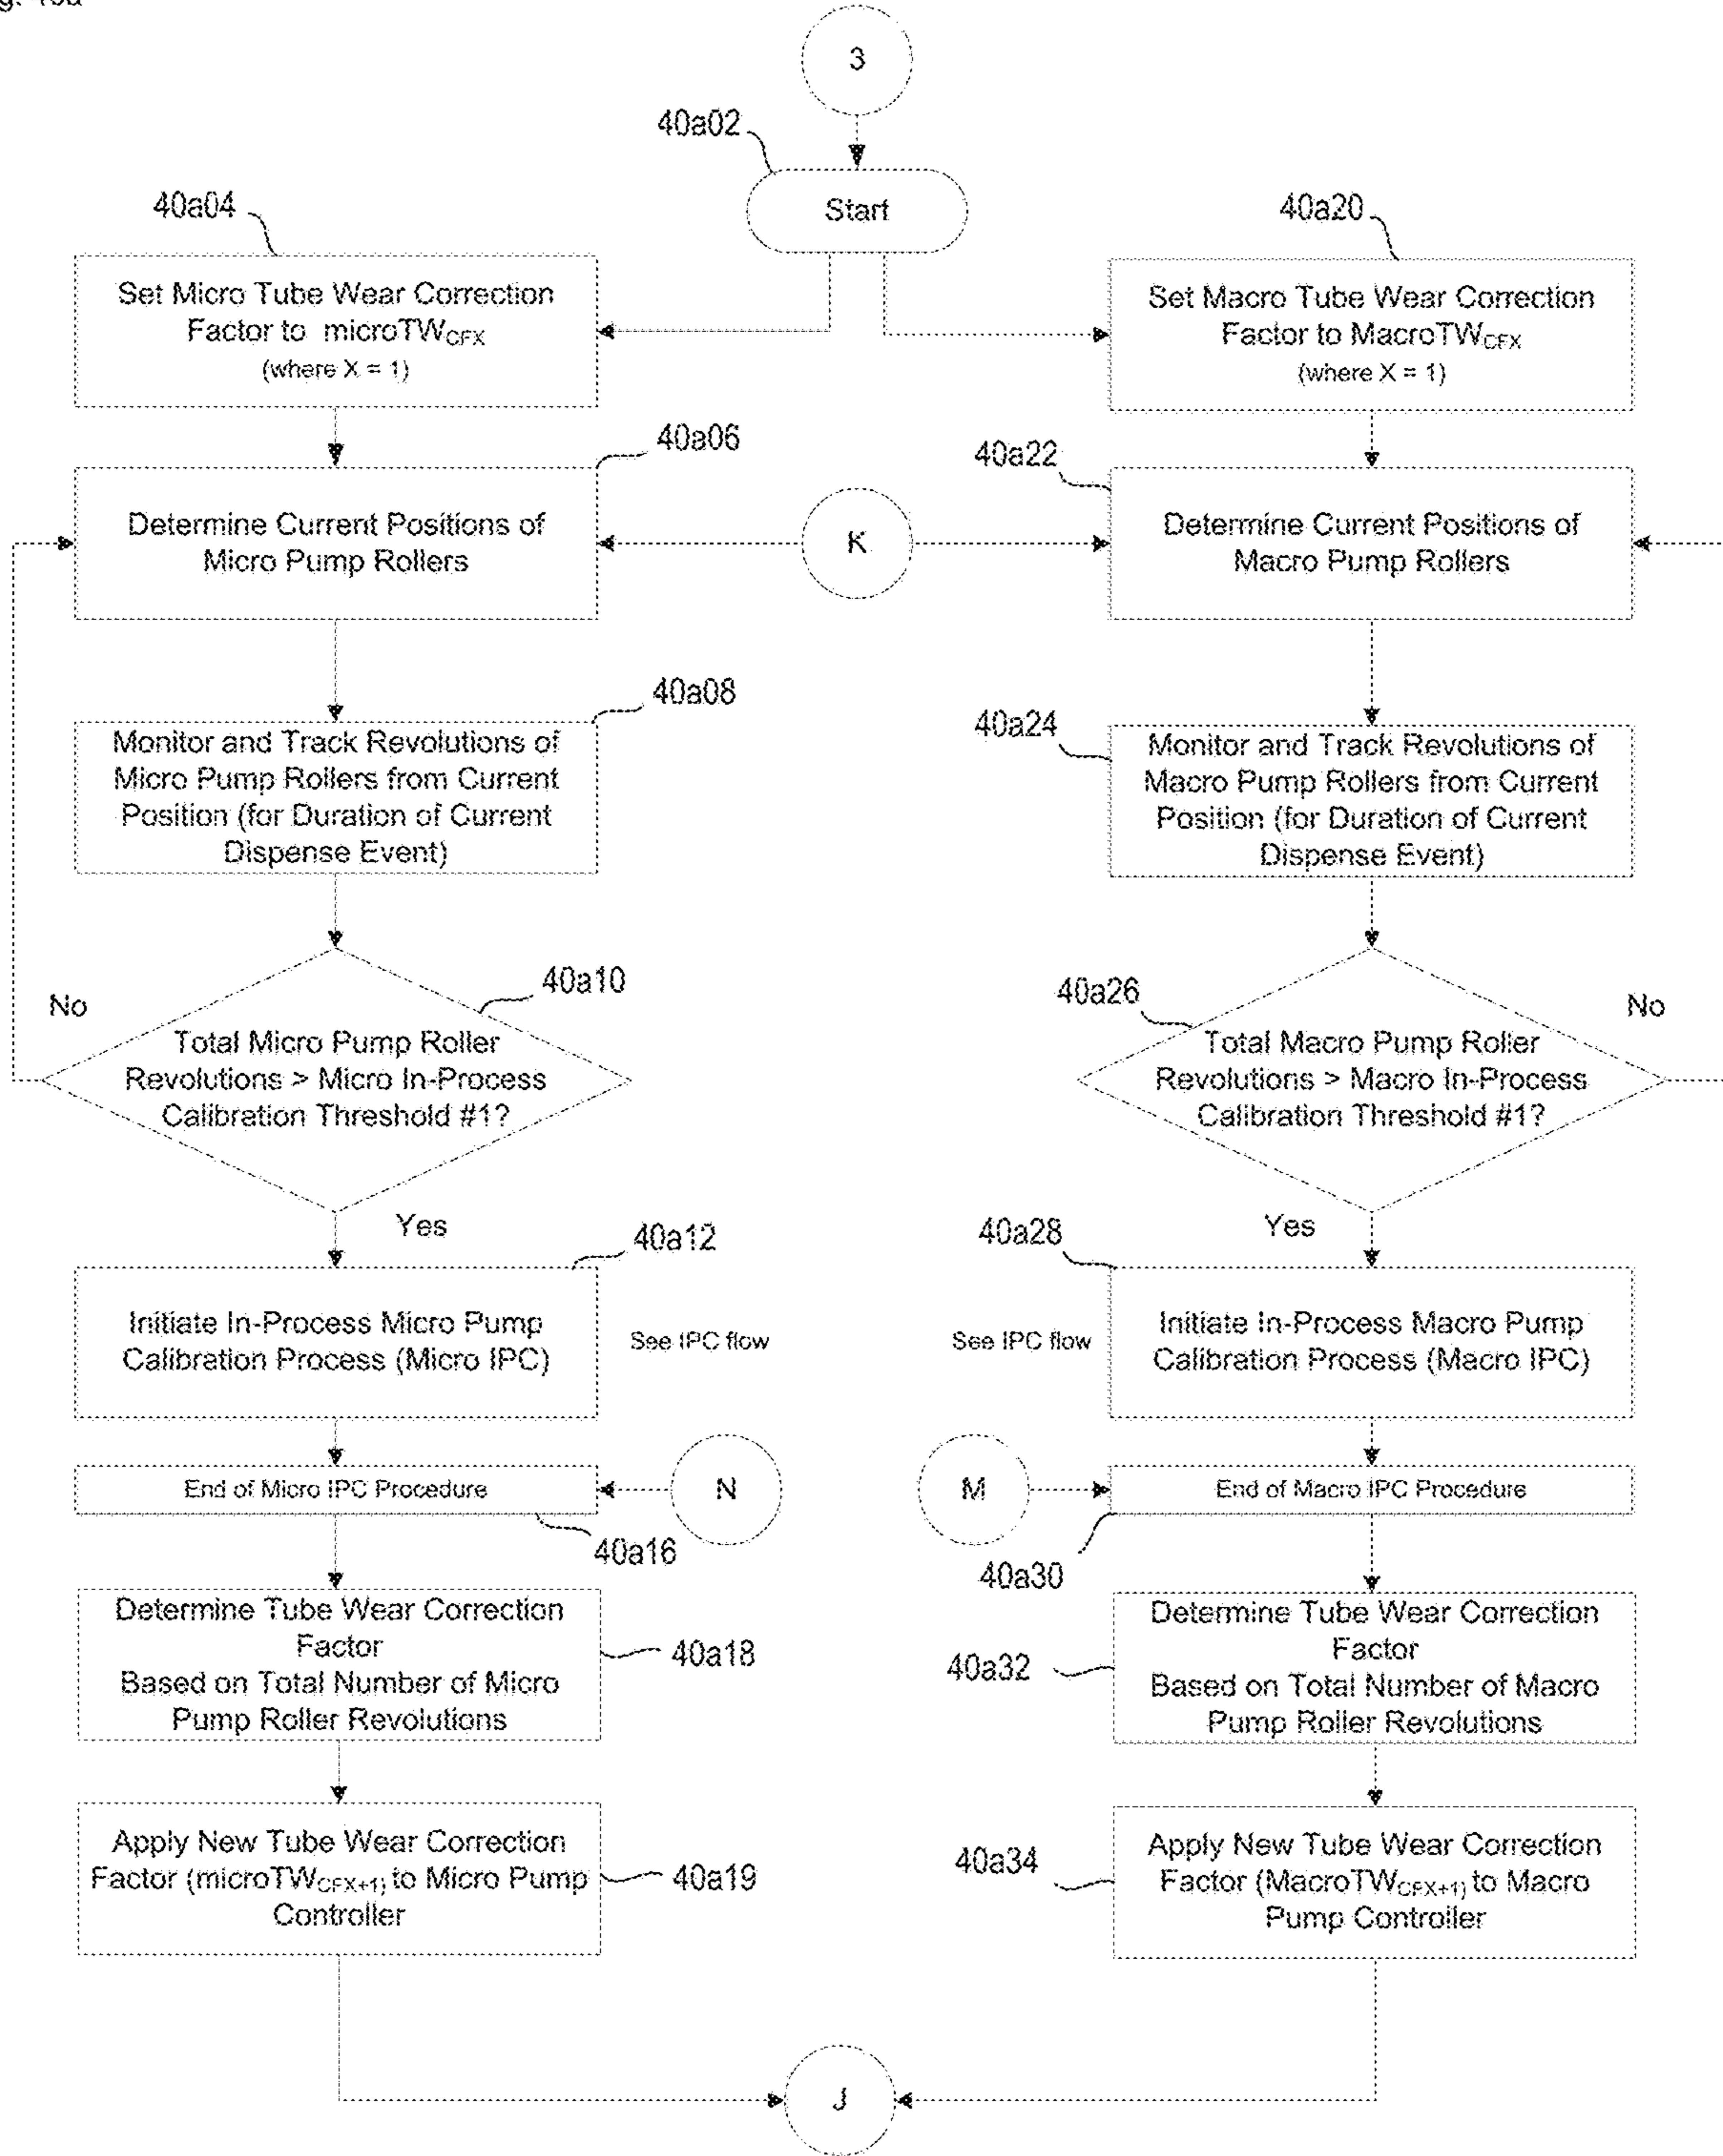 3
40a02
Start
40a04
Set Micro Tube Wear Correction
Factor to microTW_CFX
(where X = 1)
40a20
Set Macro Tube Wear Correction
Factor to MacroTW_CFX
(where X = 1)
40a06
Determine Current Positions of
Micro Pump Rollers
K
40a22
Determine Current Positions of
Macro Pump Rollers
40a08
Monitor and Track Revolutions of
Micro Pump Rollers from Current
Position (for Duration of Current
Dispense Event)
40a24
Monitor and Track Revolutions of
Macro Pump Rollers from Current
Position (for Duration of Current
Dispense Event)
No
40a10
Total Micro Pump Roller
Revolutions > Micro In-Process
Calibration Threshold #1?
Yes
40a26
No
Total Macro Pump Roller
Revolutions > Macro In-Process
Calibration Threshold #1?
Yes
40a12
Initiate In-Process Micro Pump
Calibration Process (Micro IPC)
See IPC flow
40a28
See IPC flow
Initiate In-Process Macro Pump
Calibration Process (Macro IPC)
End of Micro IPC Procedure
N
40a16
M
End of Macro IPC Procedure
40a30
Determine Tube Wear Correction
Factor
Based on Total Number of Micro
Pump Roller Revolutions
40a18
40a32
Determine Tube Wear Correction
Factor
Based on Total Number of Macro
Pump Roller Revolutions
Apply New Tube Wear Correction
Factor (microTW_CFX+1) to Micro Pump
Controller
40a19
40a34
Apply New Tube Wear Correction
Factor (MacroTW_CFX+1) to Macro
Pump Controller
J